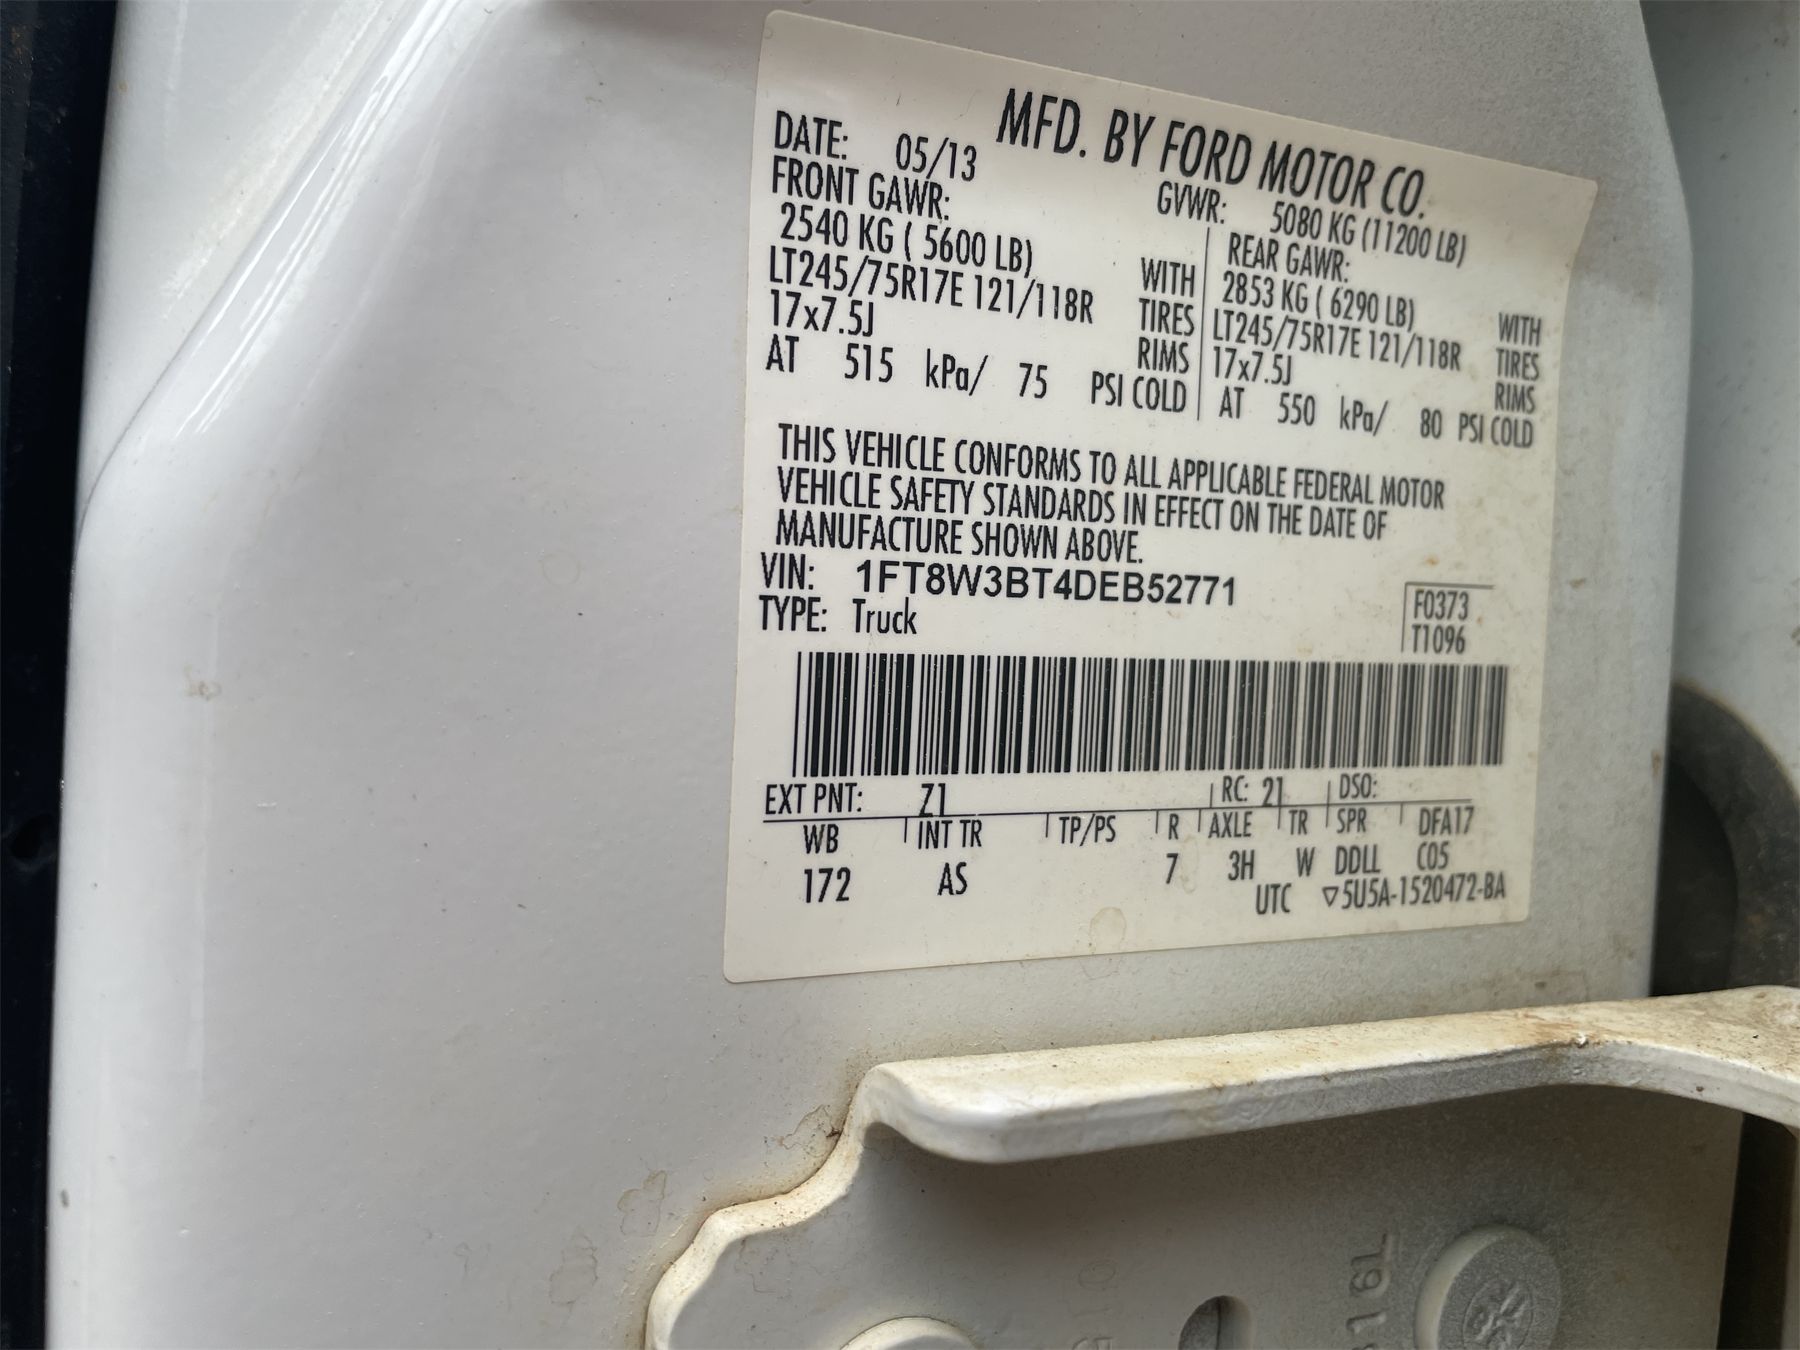 MFD. BY FORD MOTOR CO.
DATE: 05/13 GVWR: 5080 KG (11200 LB)
FRONT GAWR: REAR GAWR:
2540 KG ( 5600 LB) WITH 2853 KG ( 6290 LB) WITH
LT245/75R17E 121/118R TIRES LT245/75R17E 121/118R TIRES
17x7.5J RIMS 17x7.5J RIMS
AT 515 kPa/ 75 PSI COLD AT 550 kPa/ 80 PSI COLD
THIS VEHICLE CONFORMS TO ALL APPLICABLE FEDERAL MOTOR
VEHICLE SAFETY STANDARDS IN EFFECT ON THE DATE OF
MANUFACTURE SHOWN ABOVE.
VIN: 1FT8W3BT4DEB52771
TYPE: Truck
F0373
T1096
EXT PNT: Z1 RC: 21 DSO:
WB INT TR TP/PS R AXLE TR SPR DFA17
172 AS 7 3H W DDLL C05
UTC ▽5U5A-1520472-BA